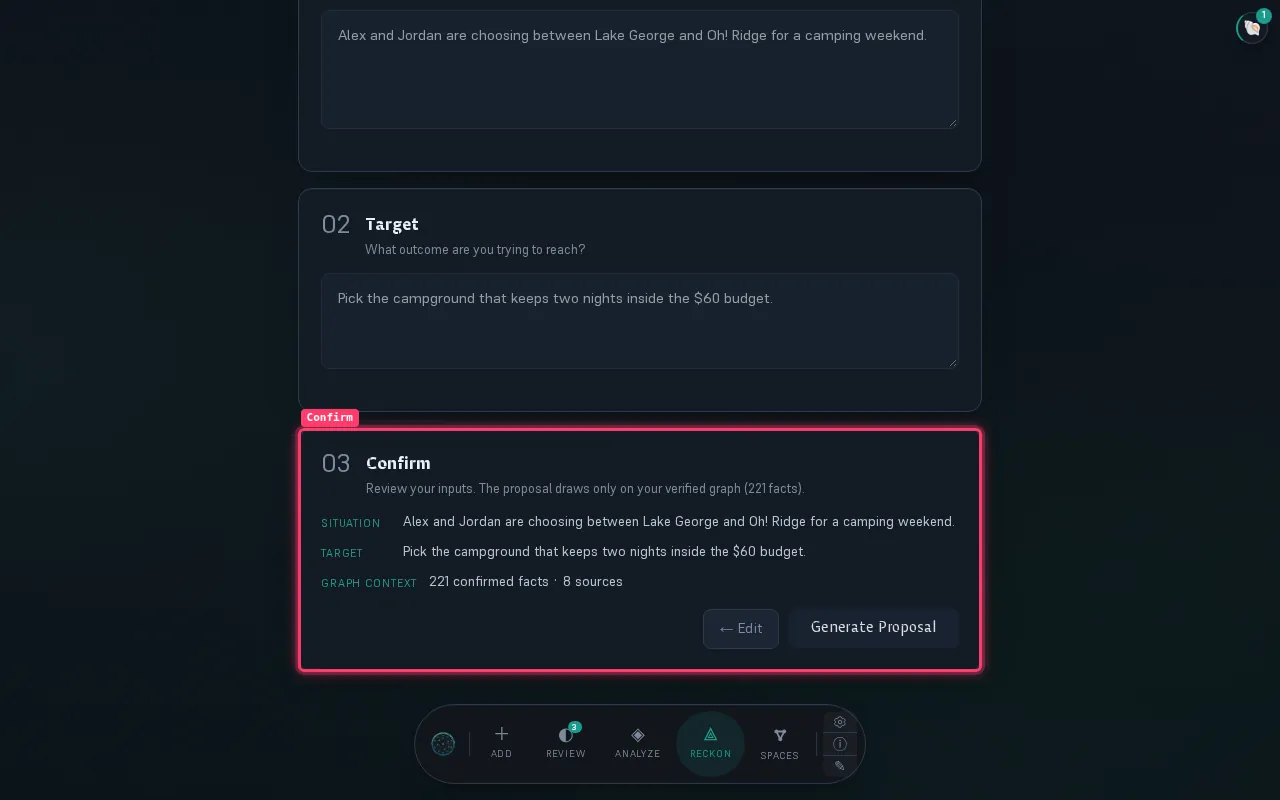 1
Alex and Jordan are choosing between Lake George and Oh! Ridge for a camping weekend.
02 Target
What outcome are you trying to reach?
Pick the campground that keeps two nights inside the $60 budget.
Confirm
03 Confirm
Review your inputs. The proposal draws only on your verified graph (221 facts).
SITUATION Alex and Jordan are choosing between Lake George and Oh! Ridge for a camping weekend.
TARGET Pick the campground that keeps two nights inside the $60 budget.
GRAPH CONTEXT 221 confirmed facts · 8 sources
← Edit Generate Proposal
3
ADD REVIEW ANALYZE RECKON SPACES